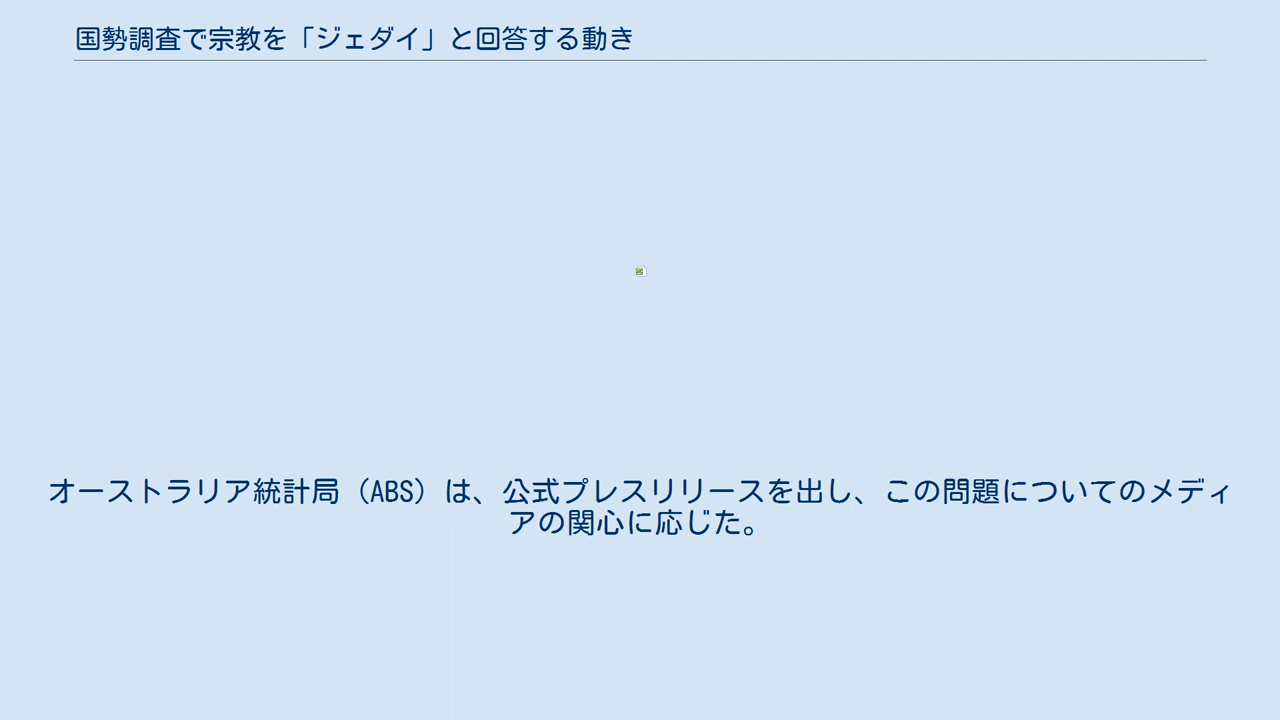 国勢調査で宗教を「ジェダイ」と回答する動き
オーストラリア統計局（ABS）は、公式プレスリリースを出し、この問題についてのメディ
アの関心に応じた。